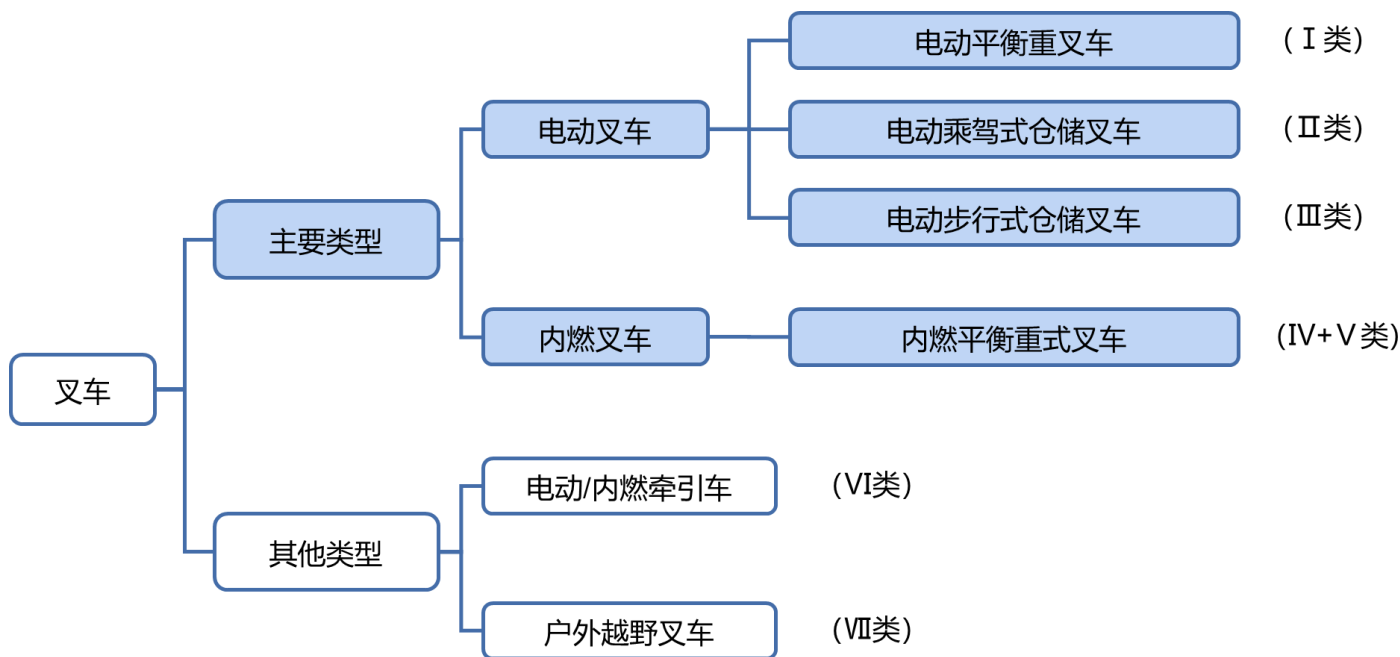 电动平衡重叉车 (Ⅰ类)
电动叉车
电动乘驾式仓储叉车 (Ⅱ类)
电动步行式仓储叉车 (Ⅲ类)
主要类型
内燃叉车
内燃平衡重式叉车 (IV+V类)
叉车
电动/内燃牵引车 (VI类)
其他类型
户外越野叉车 (Ⅶ类)